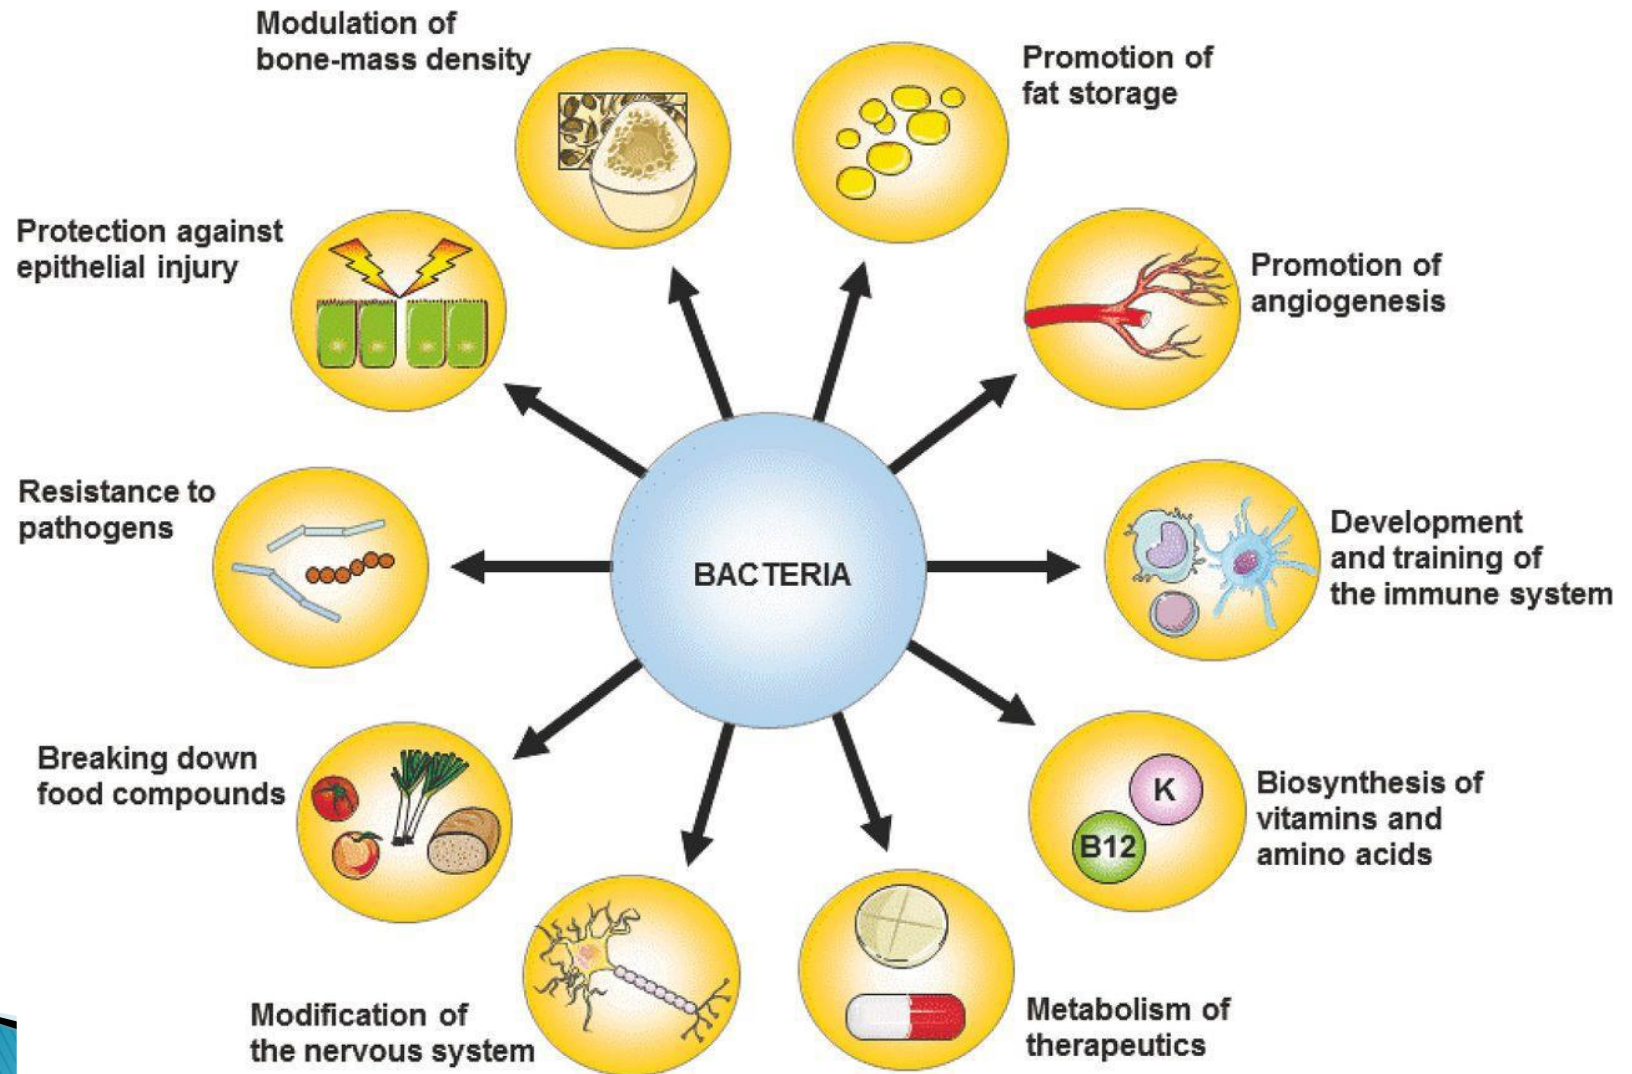 Modulation of
bone-mass density
Promotion of
fat storage
Protection against
epithelial injury
Promotion of
angiogenesis
Resistance to
pathogens
BACTERIA
Development
and training of
the immune system
Breaking down
food compounds
K
B12
Biosynthesis of
vitamins and
amino acids
Modification of
the nervous system
Metabolism of
therapeutics